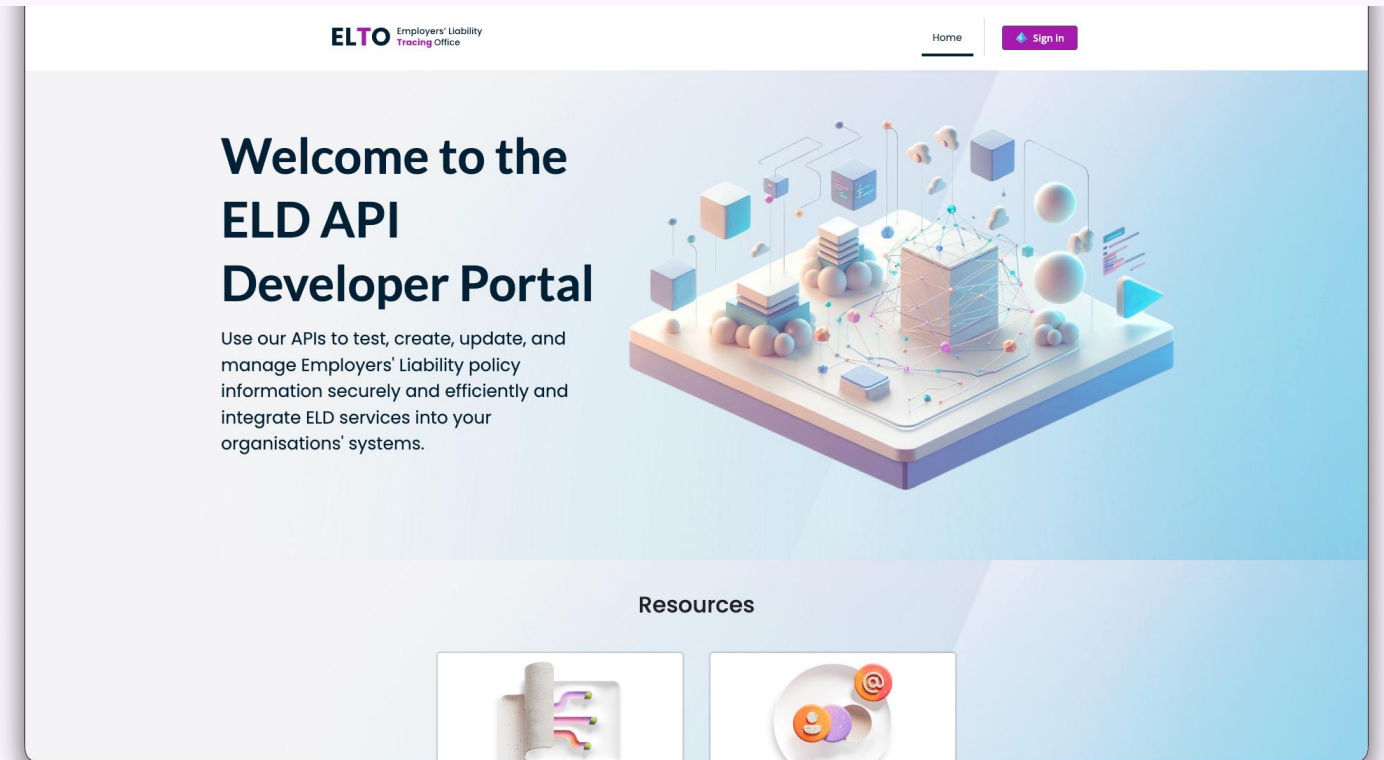 ELTO Employers' Liability
Tracing Office
Home
Sign in
Welcome to the
ELD API
Developer Portal
Use our APIs to test, create, update, and
manage Employers' Liability policy
information securely and efficiently and
integrate ELD services into your
organisations' systems.
Resources